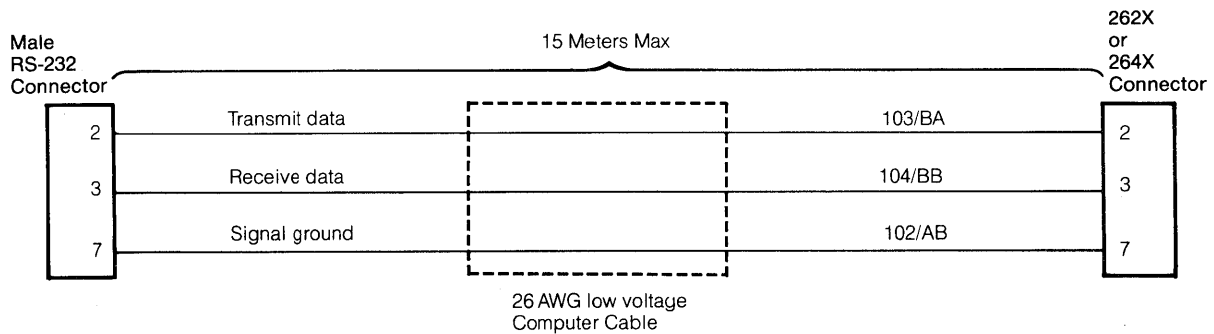 Male
RS-232
Connector
15 Meters Max
262X
or
264X
Connector
2
Transmit data
103/BA
2
3
Receive data
104/BB
3
7
Signal ground
102/AB
7
26 AWG low voltage
Computer Cable